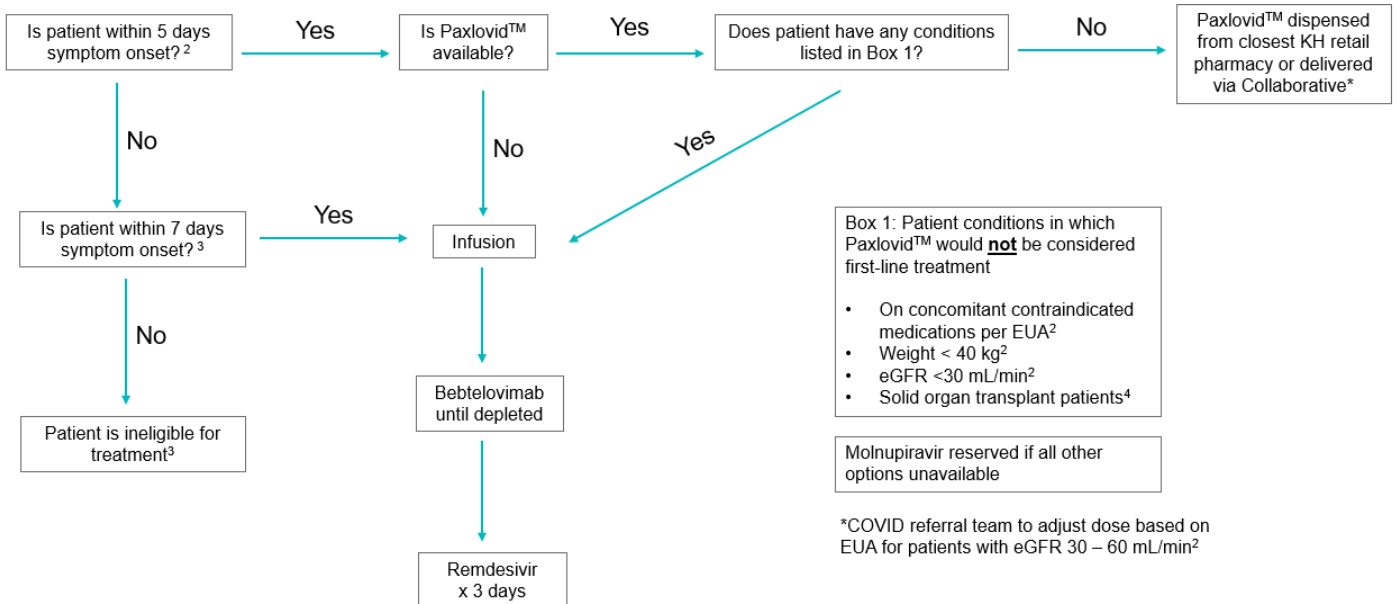 Is patient within 5 days
symptom onset? 2
Yes
Is Paxlovid™
available?
Yes
Does patient have any conditions
listed in Box 1?
No
Paxlovid™ dispensed
from closest KH retail
pharmacy or delivered
via Collaborative*
No
No
Yes
Is patient within 7 days
symptom onset? 3
Yes
Infusion
No
Patient is ineligible for
treatment3
Bebtelovimab
until depleted
Remdesivir
x 3 days
Box 1: Patient conditions in which
Paxlovid™ would not be considered
first-line treatment
• On concomitant contraindicated
medications per EUA2
• Weight < 40 kg2
• eGFR <30 mL/min2
• Solid organ transplant patients4
Molnupiravir reserved if all other
options unavailable
*COVID referral team to adjust dose based on
EUA for patients with eGFR 30 – 60 mL/min2